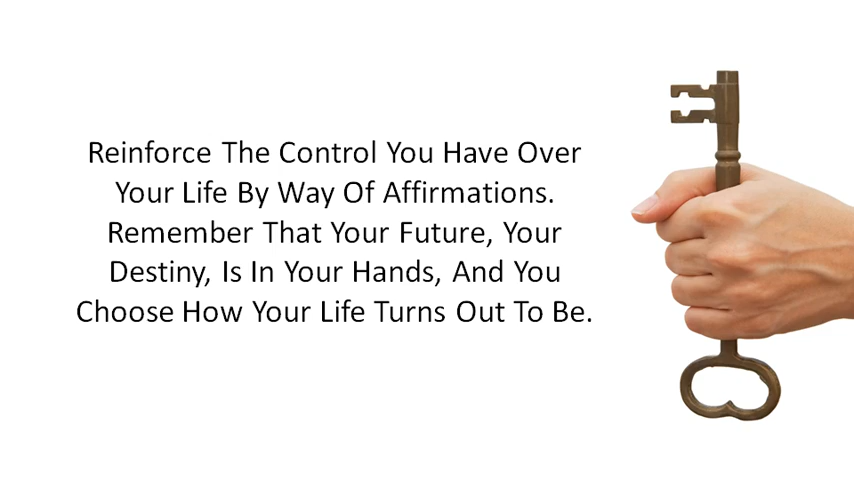 Reinforce The Control You Have Over
Your Life By Way Of Affirmations.
Remember That Your Future, Your
Destiny, Is In Your Hands, And You
Choose How Your Life Turns Out To Be.